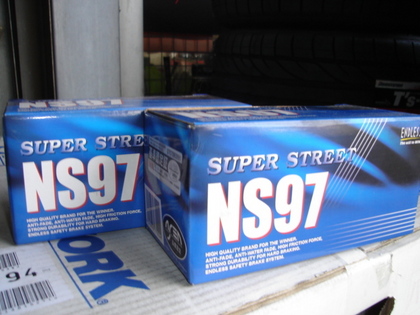 SUPER STREET
NS97
HIGH QUALITY BRAND FOR THE WINNER.
ANTI-FADE, ANTI-WATER FADE, HIGH FRICTION FORCE,
STRONG DURABILITY FOR HARD BRAKING.
ENDLESS SAFETY BRAKE SYSTEM.
ENDLESS
SUPER STREET
NS97
HIGH QUALITY BRAND FOR THE WINNER.
ANTI-FADE, ANTI-WATER FADE, HIGH FRICTION FORCE,
STRONG DURABILITY FOR HARD BRAKING.
ENDLESS SAFETY BRAKE SYSTEM.
94
ORK